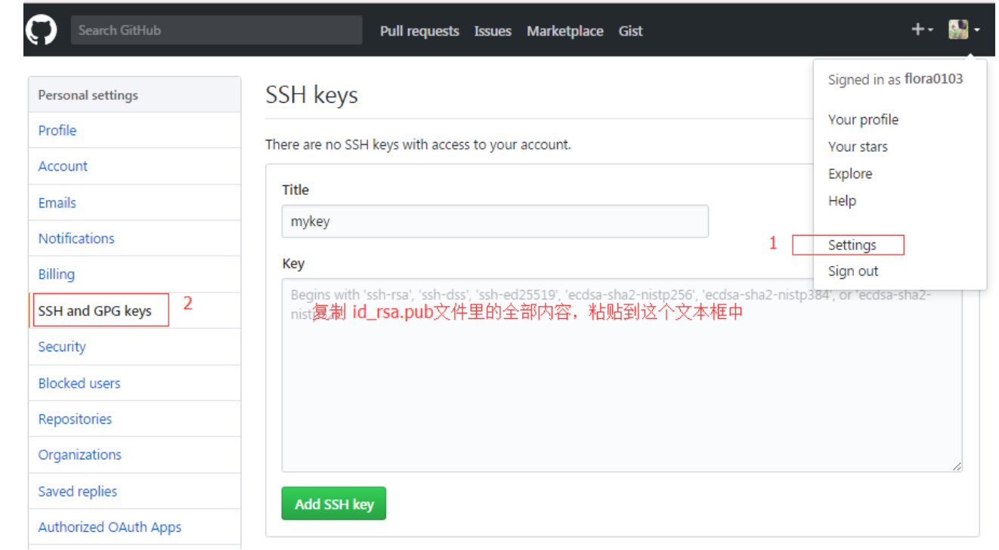 Search GitHub
Pull requests Issues Marketplace Gist
Signed in as flora0103
Your profile
Your stars
Explore
Help
1 Settings
Sign out
Personal settings
Profile
Account
Emails
Notifications
Billing
SSH and GPG keys 2
Security
Blocked users
Repositories
Organizations
Saved replies
Authorized OAuth Apps
SSH keys
There are no SSH keys with access to your account.
Title
mykey
Key
Begins with 'ssh-rsa', 'ssh-dss', 'ssh-ed25519', 'ecdsa-sha2-nistp256', 'ecdsa-sha2-nistp384', or 'ecdsa-sha2-
复制 id_rsa.pub文件里的全部内容，粘贴到这个文本框中
Add SSH key